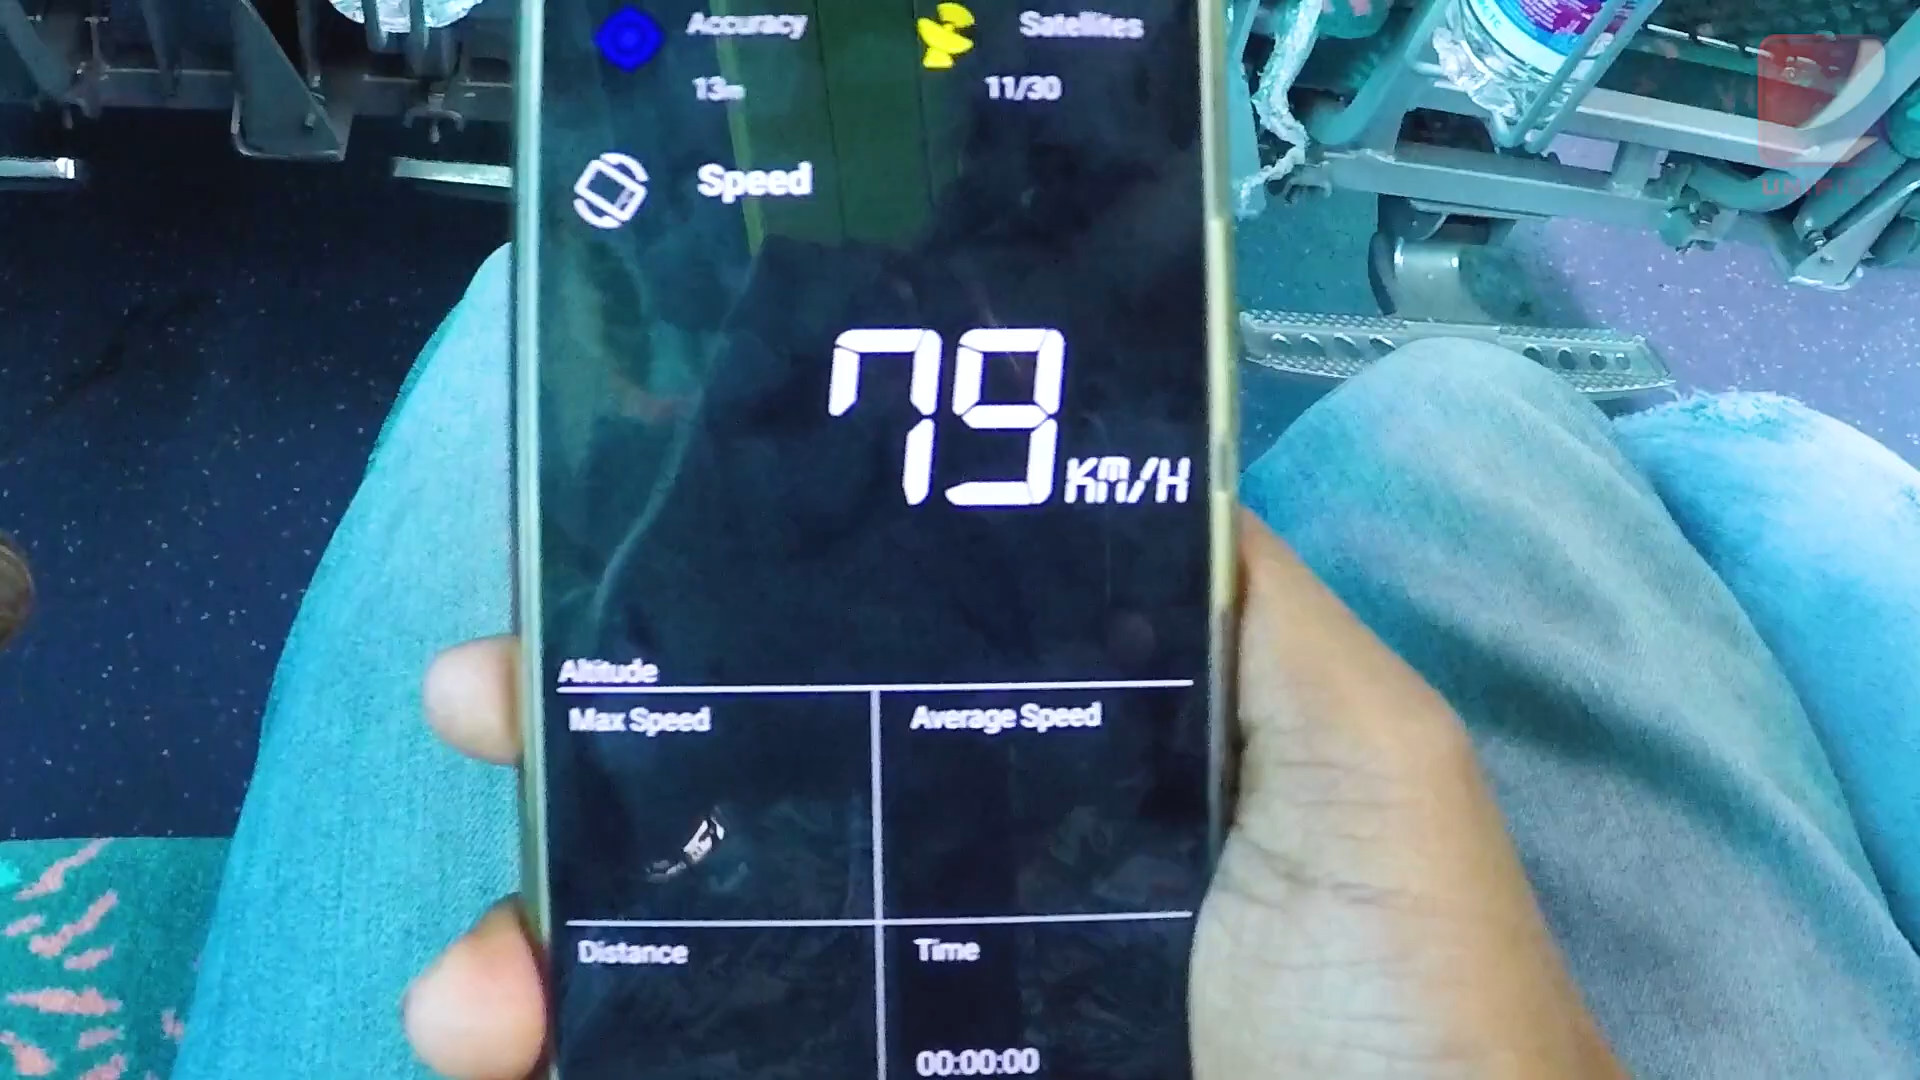 Accuracy
Satellites
13m
11/30
Speed
79
KM/H
Altitude
Max Speed
Average Speed
Distance
Time
00:00:00